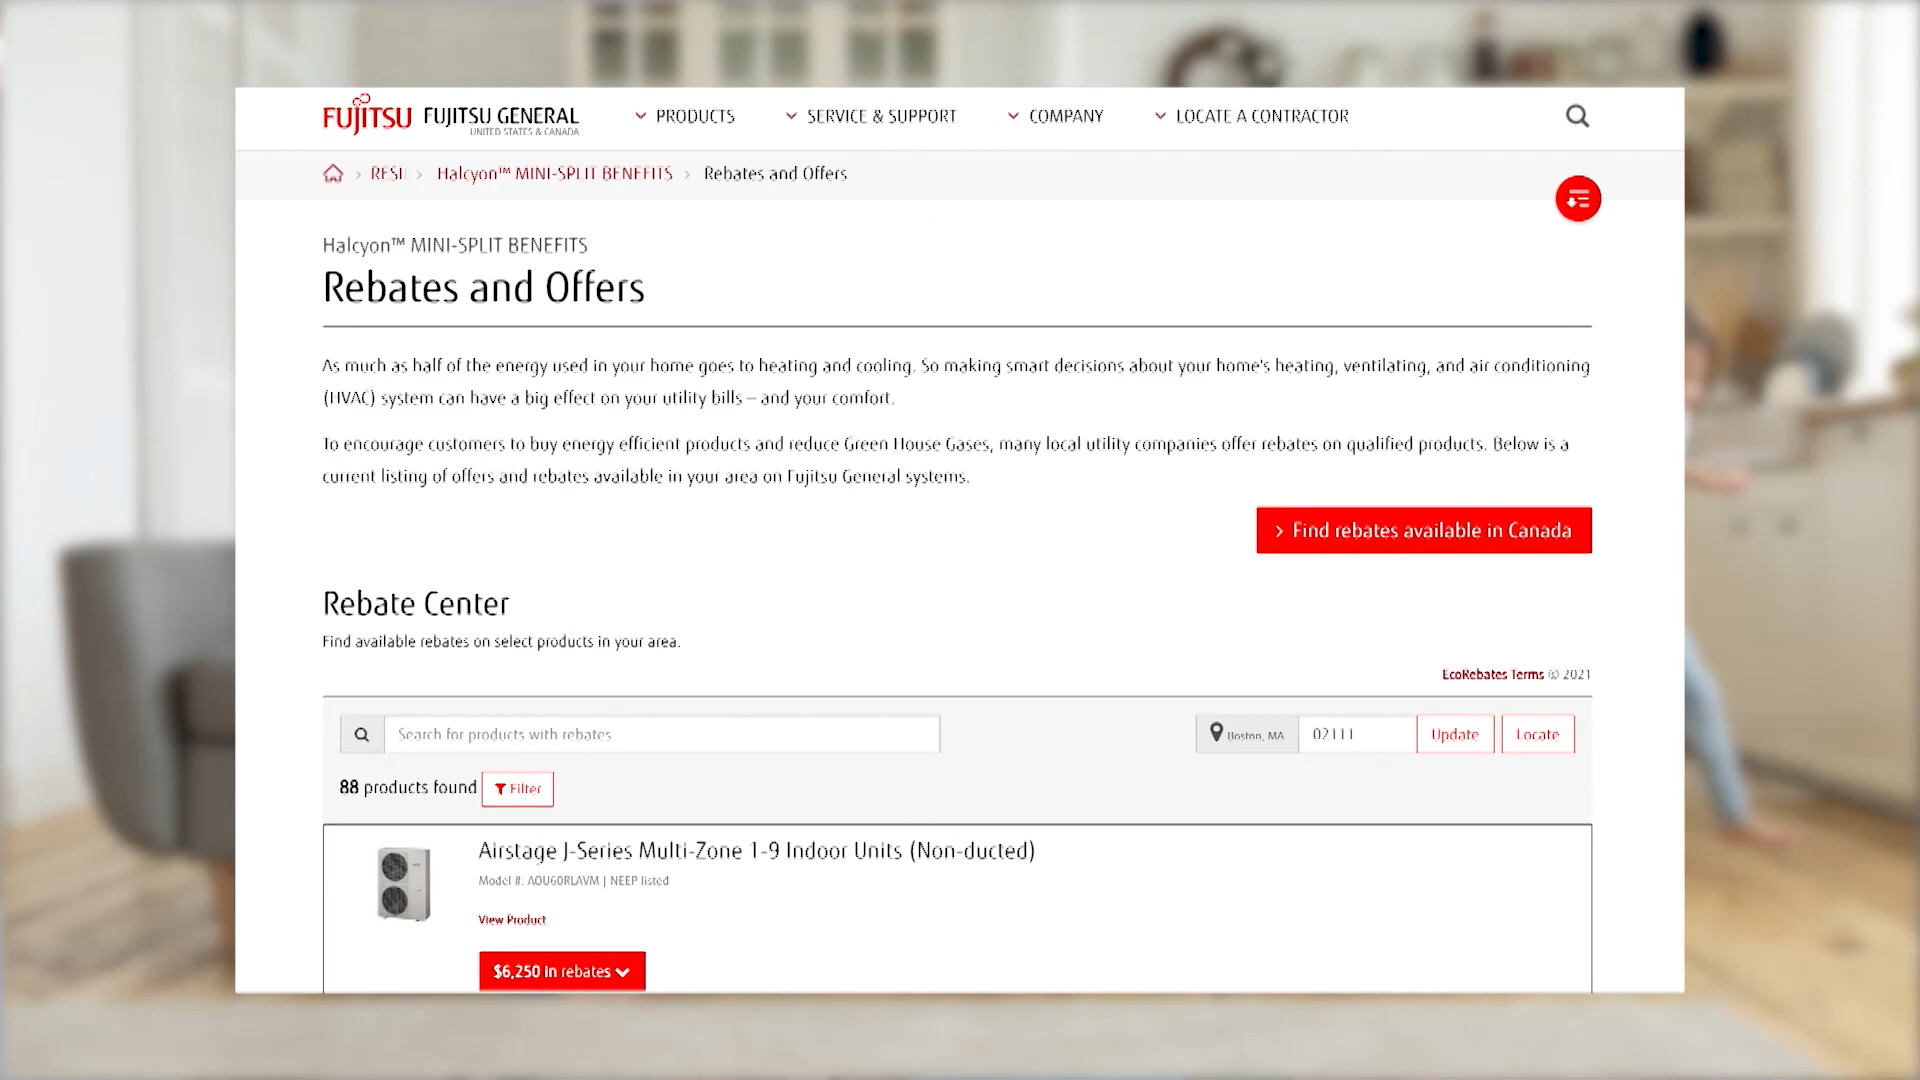 FUJITSU FUJITSU GENERAL
UNITED STATES & CANADA
PRODUCTS
SERVICE & SUPPORT
COMPANY
LOCATE A CONTRACTOR
RESI > Halcyon™ MINI-SPLIT BENEFITS > Rebates and Offers
Halcyon™ MINI-SPLIT BENEFITS
Rebates and Offers
As much as half of the energy used in your home goes to heating and cooling. So making smart decisions about your home's heating, ventilating, and air conditioning
(HVAC) system can have a big effect on your utility bills – and your comfort.
To encourage customers to buy energy efficient products and reduce Green House Gases, many local utility companies offer rebates on qualified products. Below is a
current listing of offers and rebates available in your area on Fujitsu General systems.
> Find rebates available in Canada
Rebate Center
Find available rebates on select products in your area.
EcoRebates Terms © 2021
Search for products with rebates
Boston, MA
02111
Update
Locate
88 products found
Filter
Airstage J-Series Multi-Zone 1-9 Indoor Units (Non-ducted)
Model #: AOU60RLAVM | NEEP listed
View Product
$6,250 in rebates